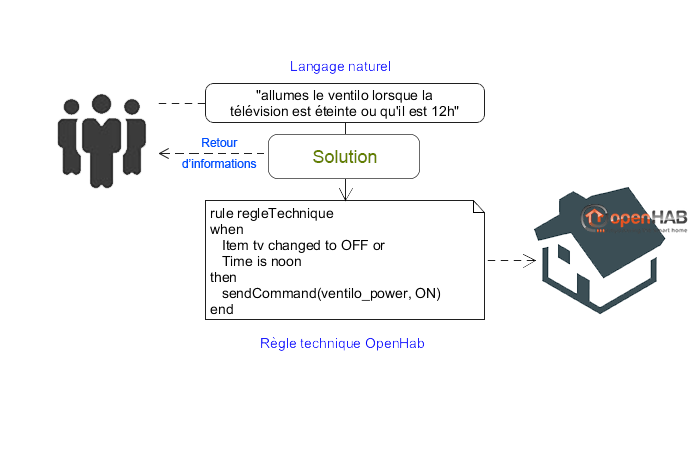 Langage naturel
"allumes le ventilo lorsque la
télévision est éteinte ou qu'il est 12h"
Retour
d'informations
Solution
rule regleTechnique
when
Item tv changed to OFF or
Time is noon
then
sendCommand(ventilo_power, ON)
end
openHAB
smart home
Règle technique OpenHab